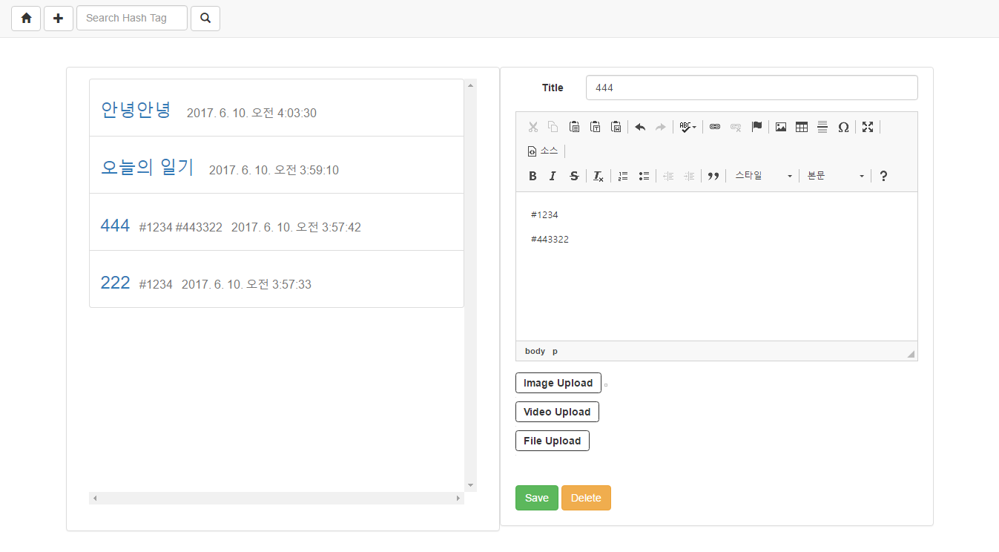 Search Hash Tag
안녕안녕 2017. 6. 10. 오전 4:03:30
오늘의 일기 2017. 6. 10. 오전 3:59:10
444 #1234 #443322 2017. 6. 10. 오전 3:57:42
222 #1234 2017. 6. 10. 오전 3:57:33
Title 444
ABC
소스
B I S Tx 스타일 본문 ?
#1234
#443322
body p
Image Upload
Video Upload
File Upload
Save Delete